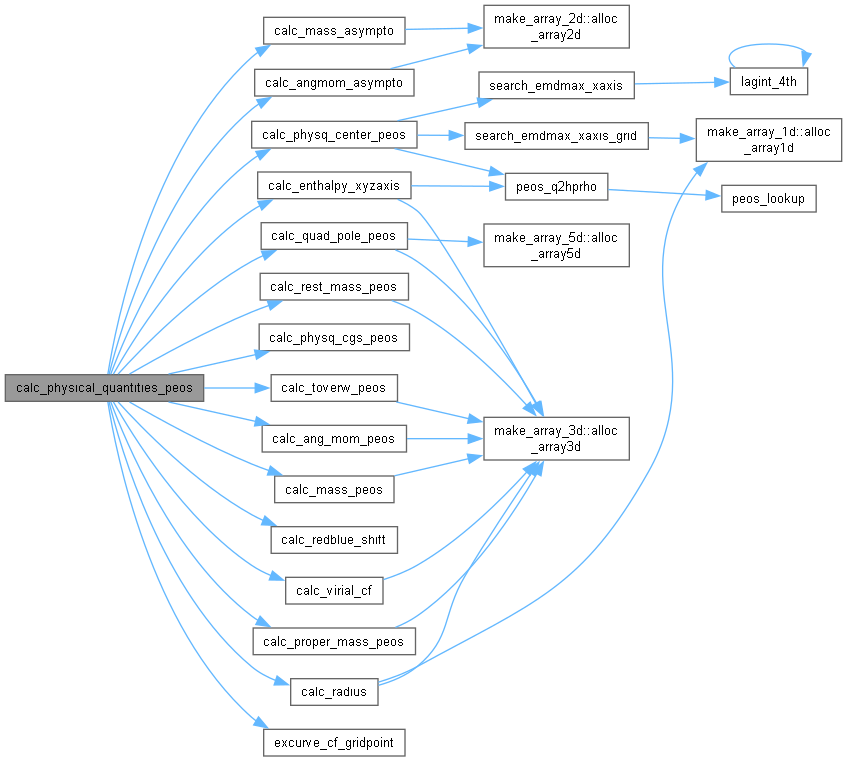 calc_physical_quantities_peos
calc_mass_asympto
calc_angmom_asympto
calc_physq_center_peos
calc_enthalpy_xyzaxis
calc_quad_pole_peos
calc_rest_mass_peos
calc_physq_cgs_peos
calc_toverw_peos
calc_ang_mom_peos
calc_mass_peos
calc_redblue_shift
calc_virial_cf
calc_proper_mass_peos
calc_radius
excurve_cf_gridpoint
make_array_2d::alloc
_array2d
search_emdmax_xaxis
search_emdmax_xaxis_grid
peos_q2hprho
make_array_5d::alloc
_array5d
make_array_3d::alloc
_array3d
lagint_4th
make_array_1d::alloc
_array1d
peos_lookup